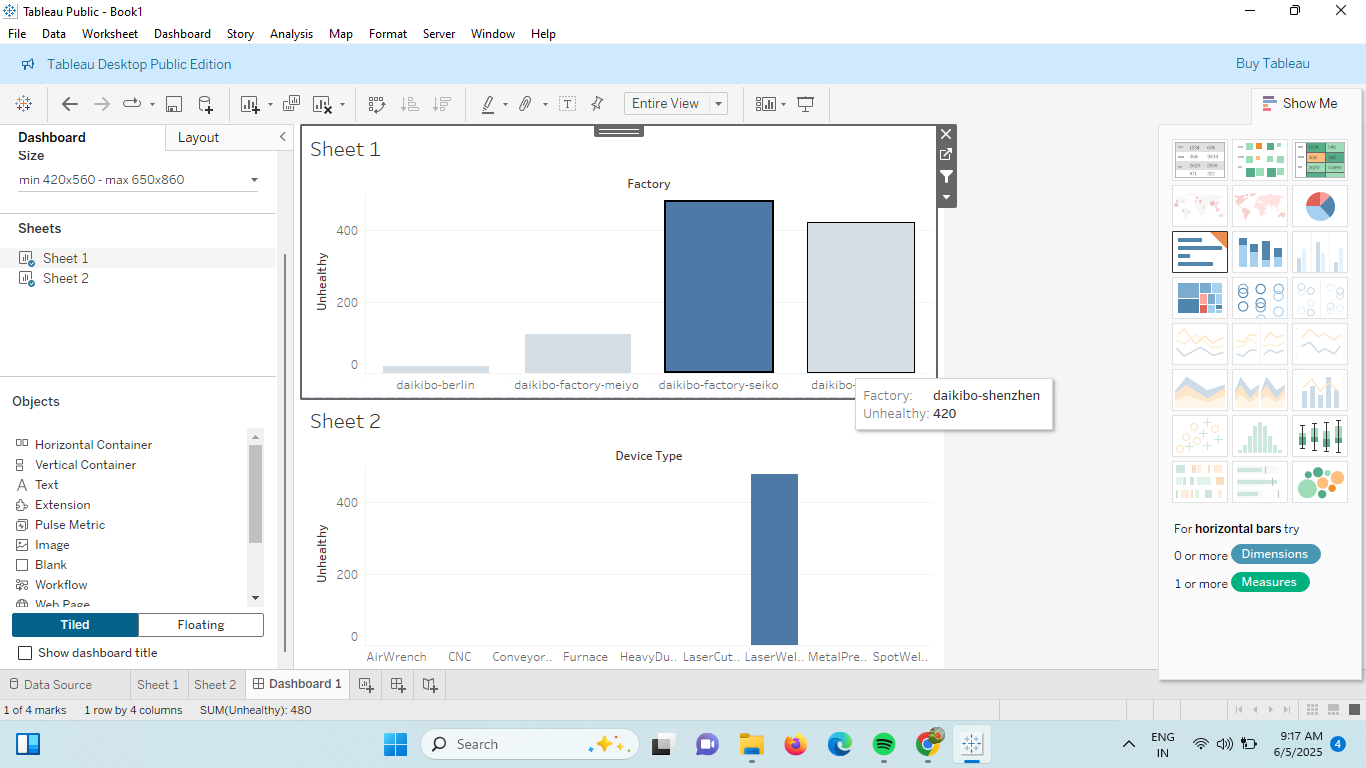 Tableau Public - Book1
File Data Worksheet Dashboard Story Analysis Map Format Server Window Help
Tableau Desktop Public Edition
Buy Tableau
Entire View
Show Me
Dashboard
Layout
Size
min 420x560 - max 650x860
Sheets
Sheet 1
Sheet 2
Objects
Horizontal Container
Vertical Container
Text
Extension
Pulse Metric
Image
Blank
Workflow
Web Page
Tiled
Floating
Show dashboard title
Sheet 1
Factory
Unhealthy
400
200
0
daikibo-berlin
daikibo-factory-meiyo
daikibo-factory-seiko
Factory: daikibo-shenzhen
Unhealthy: 420
Sheet 2
Device Type
Unhealthy
400
200
0
AirWrench CNC Conveyor.. Furnace HeavyDu.. LaserCut.. LaserWel.. MetalPre.. SpotWel..
For horizontal bars try
0 or more Dimensions
1 or more Measures
Data Source
Sheet 1
Sheet 2
Dashboard 1
1 of 4 marks 1 row by 4 columns SUM(Unhealthy): 480
Search
ENG
IN
9:17 AM
6/5/2025
4